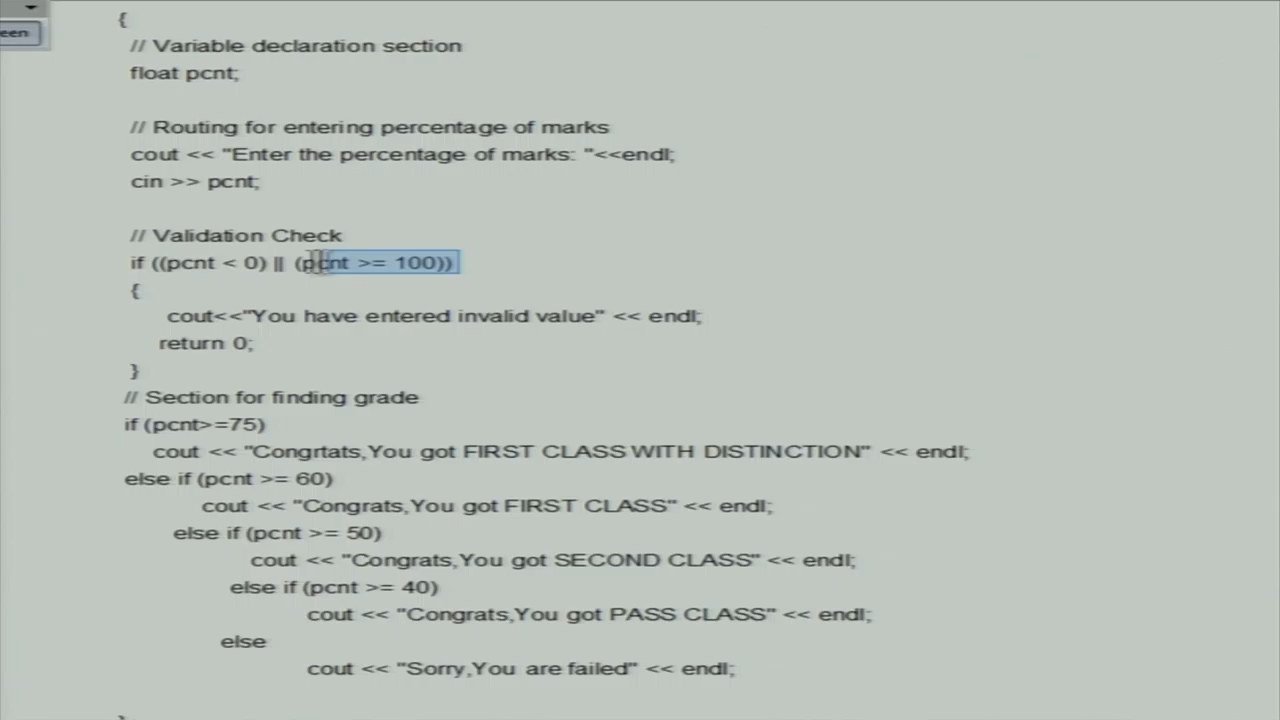 een
{
// Variable declaration section
float pcnt;
// Routing for entering percentage of marks
cout << "Enter the percentage of marks: "<<endl;
cin >> pcnt;
// Validation Check
if ((pcnt < 0) || (pcnt >= 100))
{
cout<<"You have entered invalid value" << endl;
return 0;
}
// Section for finding grade
if (pcnt>=75)
cout << "Congrtats,You got FIRST CLASS WITH DISTINCTION" << endl;
else if (pcnt >= 60)
cout << "Congrats,You got FIRST CLASS" << endl;
else if (pcnt >= 50)
cout << "Congrats,You got SECOND CLASS" << endl;
else if (pcnt >= 40)
cout << "Congrats,You got PASS CLASS" << endl;
else
cout << "Sorry,You are failed" << endl;
}